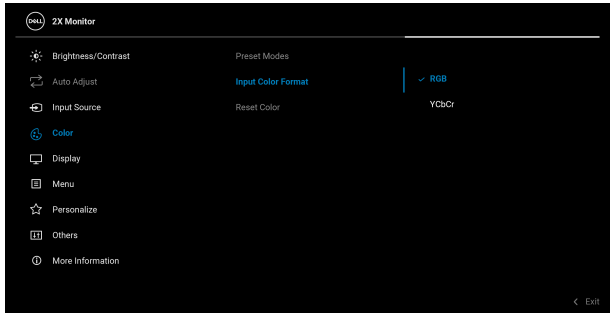 DELL 2X Monitor
Brightness/Contrast Preset Modes
Auto Adjust Input Color Format RGB
Input Source Reset Color YCbCr
Color
Display
Menu
Personalize
Others
More Information
Exit